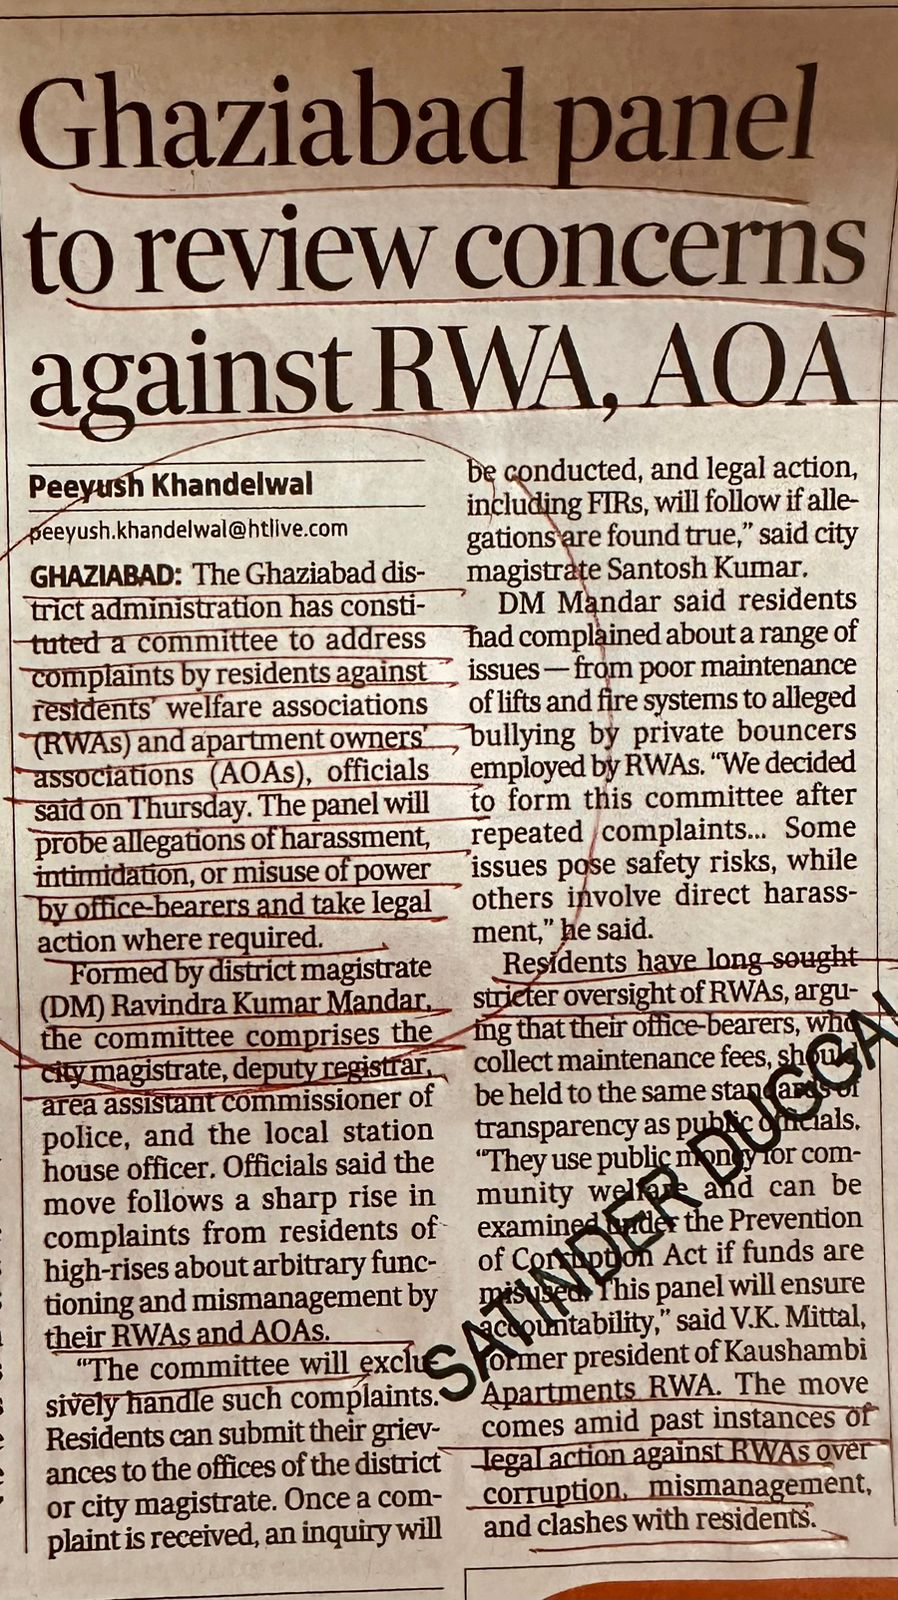 Ghaziabad panel
to review concerns
against RWA, AOA
Peeyush Khandelwal
peeyush.khandelwal@htlive.com
GHAZIABAD: The Ghaziabad dis-
trict administration has consti-
tuted a committee to address
complaints by residents against
residents' welfare associations
(RWAs) and apartment owners'
associations (AOAs), officials
said on Thursday. The panel will
probe allegations of harassment,
intimidation, or misuse of power
by office-bearers and take legal
action where required.
Formed by district magistrate
(DM) Ravindra Kumar Mandar,
the committee comprises the
city magistrate, deputy registrar,
area assistant commissioner of
police, and the local station
house officer. Officials said the
move follows a sharp rise in
complaints from residents of
high-rises about arbitrary func-
tioning and mismanagement by
their RWAs and AOAs.
"The committee will exclu-
sively handle such complaints.
Residents can submit their griev-
ances to the offices of the district
or city magistrate. Once a com-
plaint is received, an inquiry will
be conducted, and legal action,
including FIRs, will follow if alle-
gations are found true," said city
magistrate Santosh Kumar.
DM Mandar said residents
had complained about a range of
issues — from poor maintenance
of lifts and fire systems to alleged
bullying by private bouncers
employed by RWAs. "We decided
to form this committee after
repeated complaints... Some
issues pose safety risks, while
others involve direct harass-
ment," he said.
Residents have long sought
stricter oversight of RWAs, argu-
ing that their office-bearers, who
collect maintenance fees, should
be held to the same standards of
transparency as public officials.
"They use public money for com-
munity welfare and can be
examined under the Prevention
of Corruption Act if funds are
misused. This panel will ensure
accountability," said V.K. Mittal,
former president of Kaushambi
Apartments RWA. The move
comes amid past instances of
legal action against RWAs over
corruption, mismanagement,
and clashes with residents.
SATINDER DUGGAL